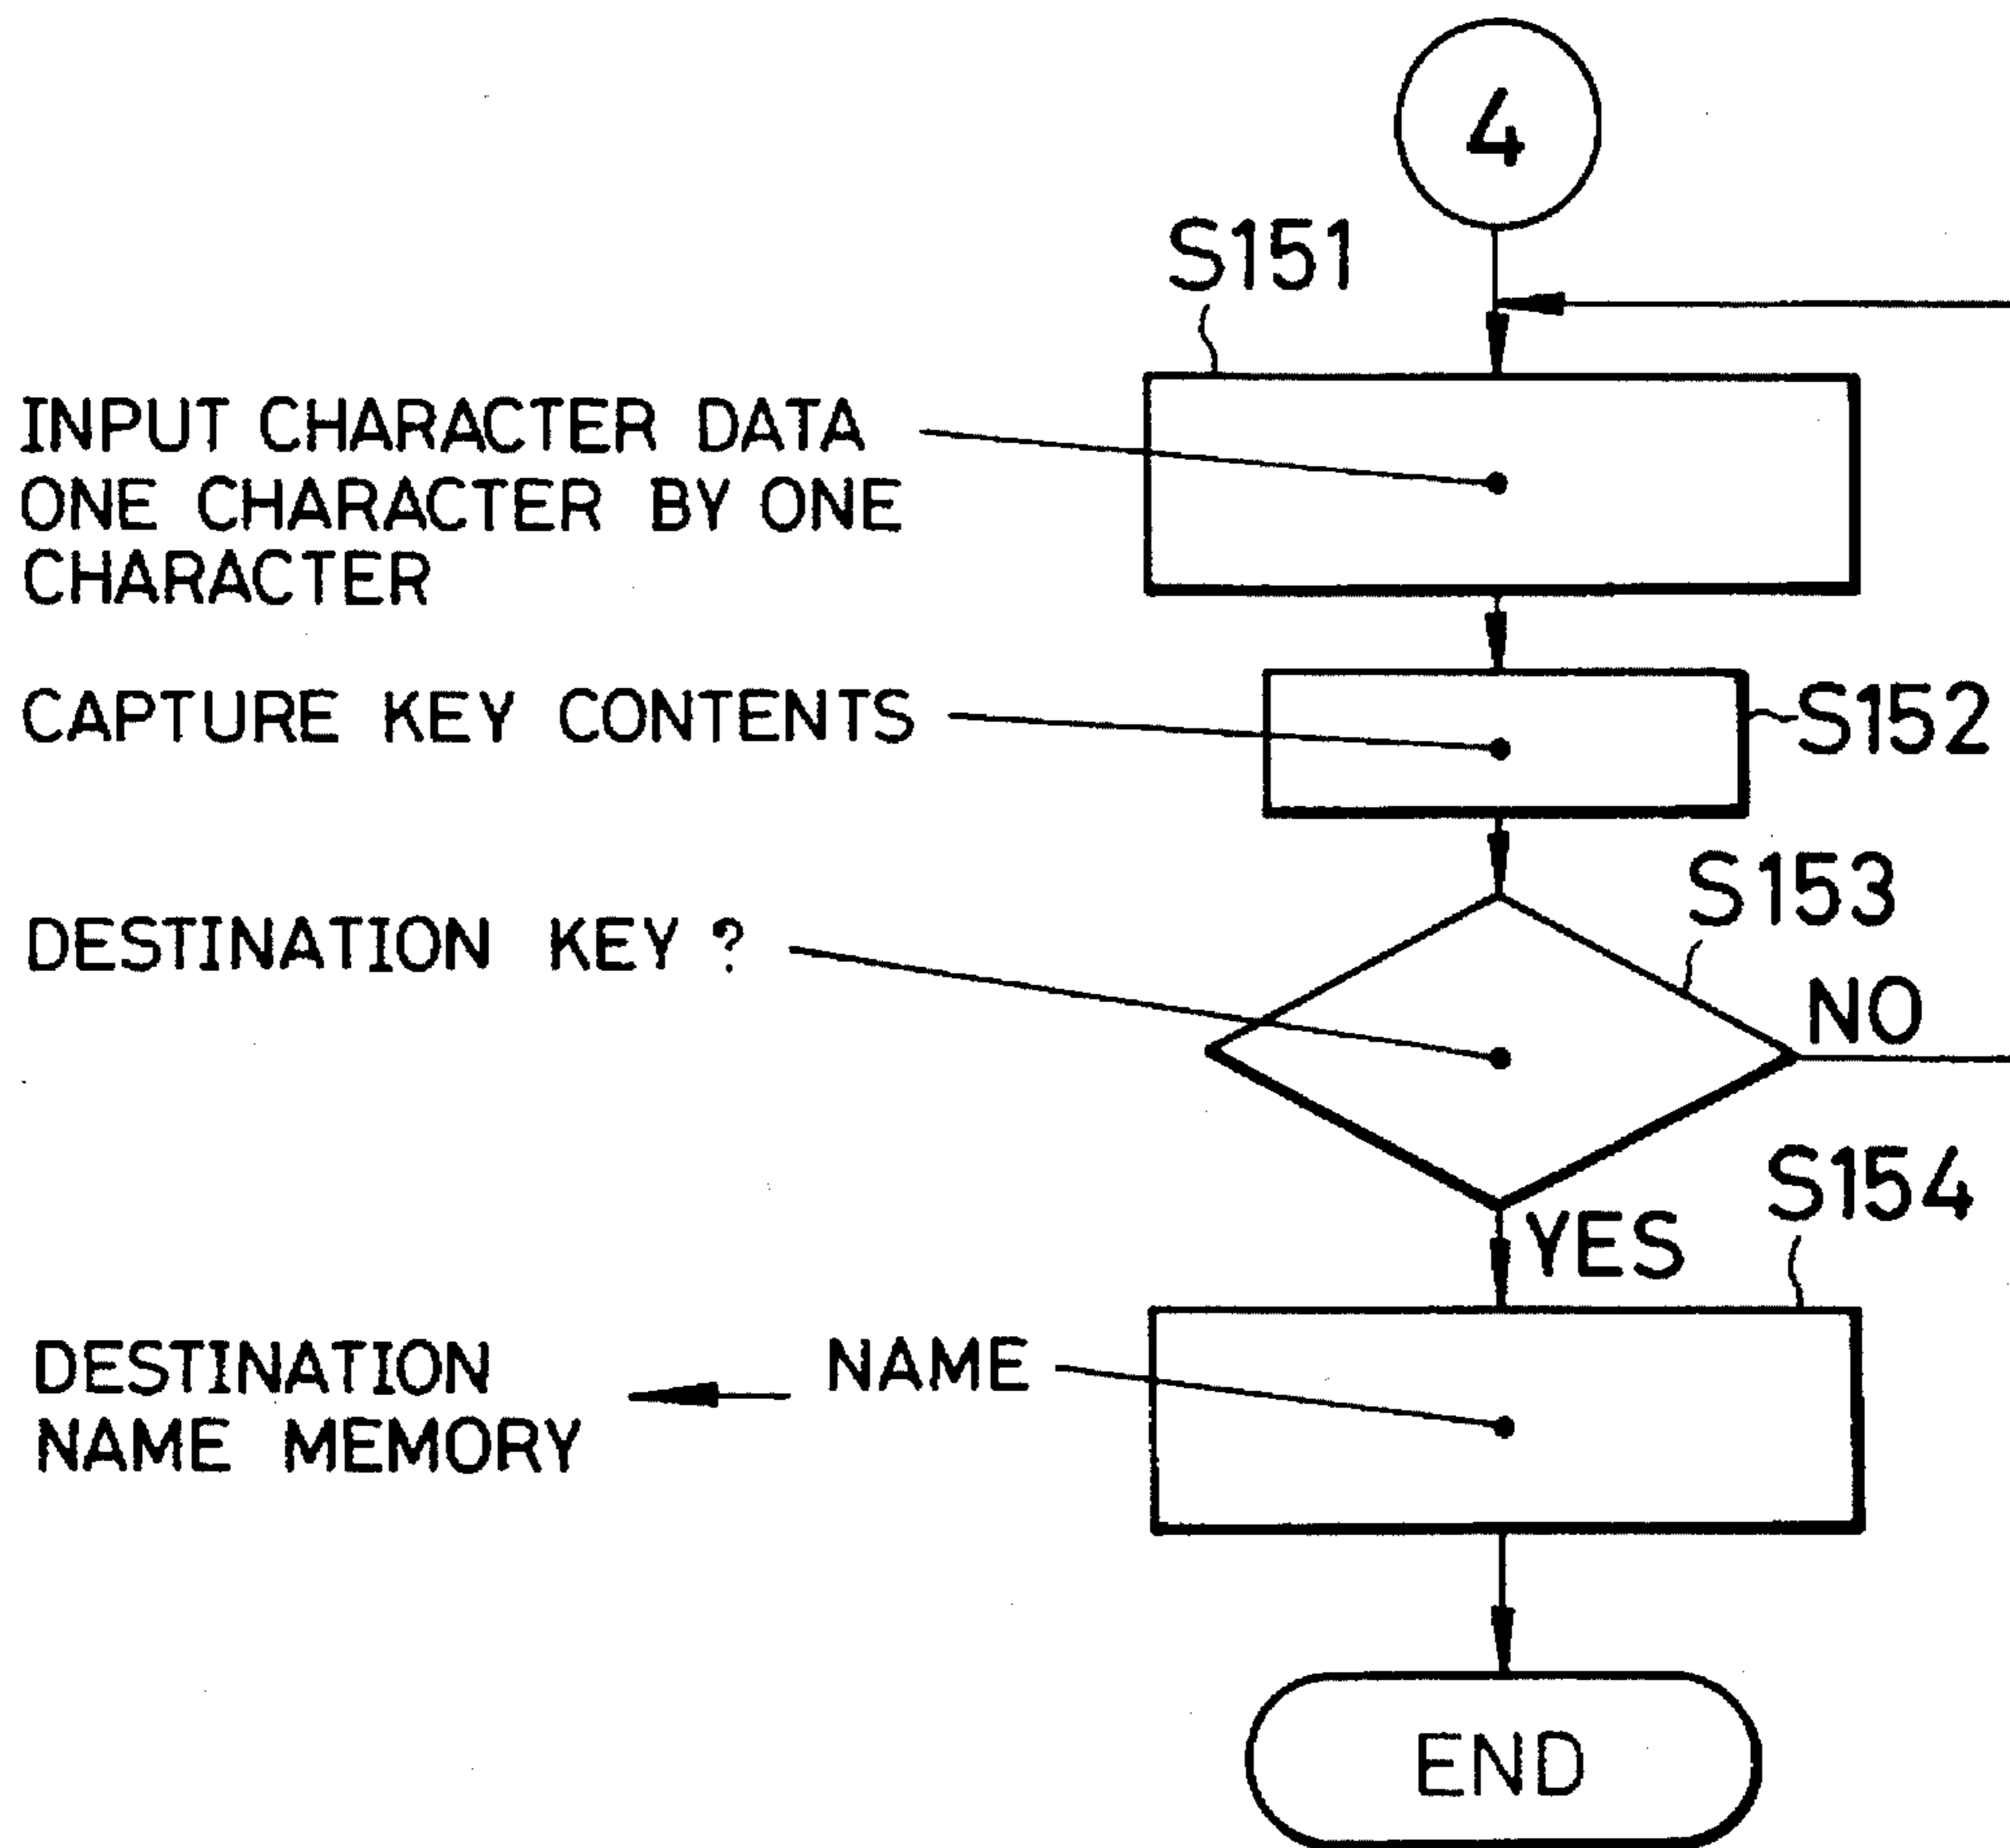 4
S151
INPUT CHARACTER DATA
ONE CHARACTER BY ONE
CHARACTER
CAPTURE KEY CONTENTS
S152
S153
DESTINATION KEY ?
NO
S154
YES
DESTINATION
NAME MEMORY
NAME
END